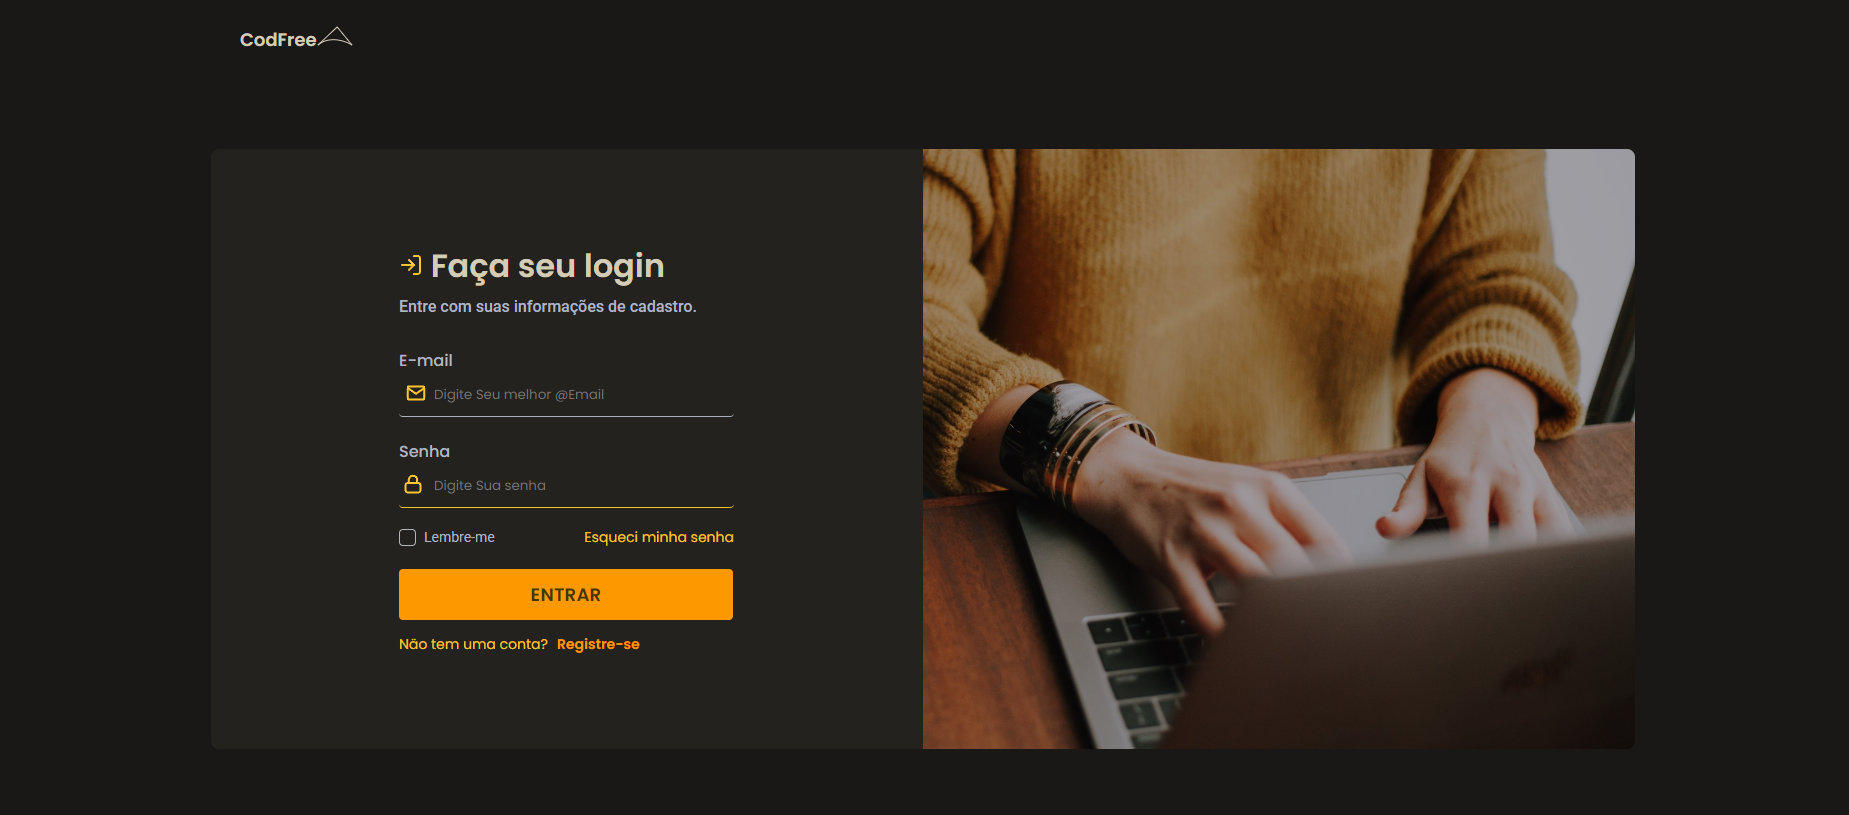 CodFree
Faça seu login
Entre com suas informações de cadastro.
E-mail
Digite Seu melhor @Email
Senha
Digite Sua senha
Lembre-me Esqueci minha senha
ENTRAR
Não tem uma conta? Registre-se